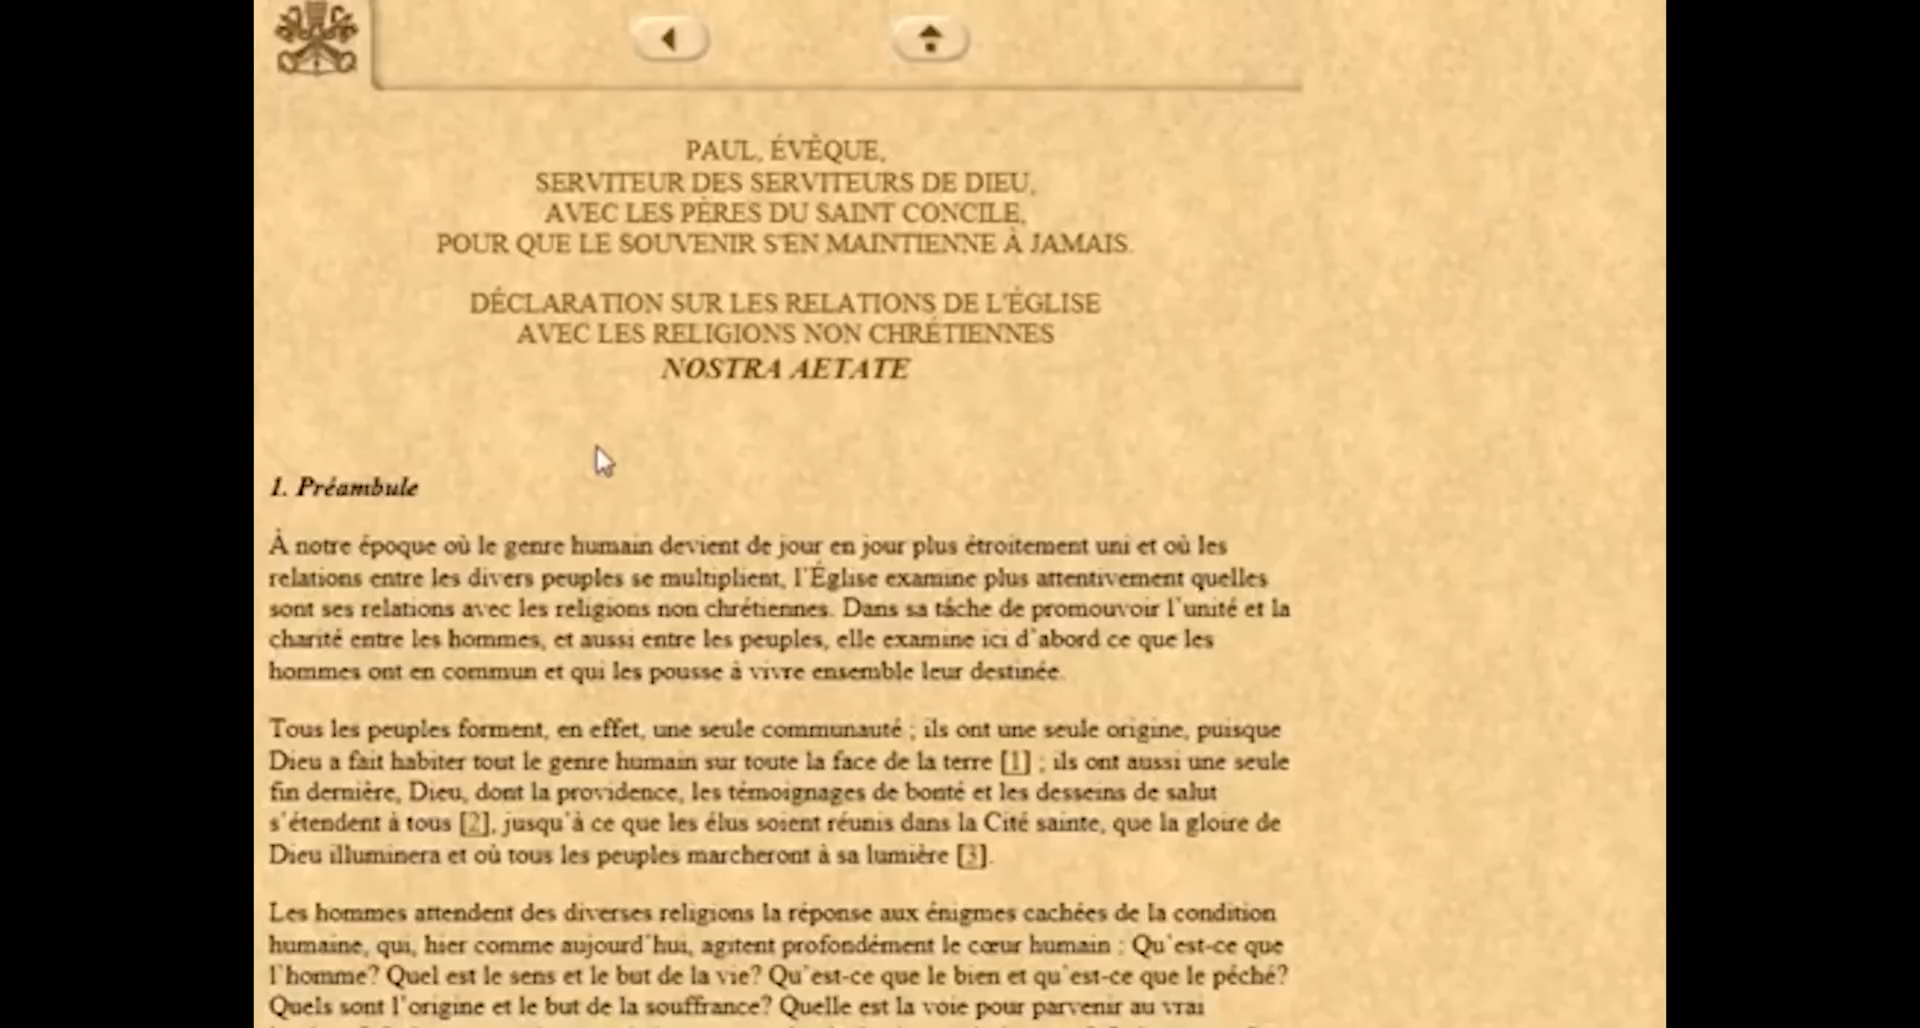 PAUL, ÉVÊQUE,
SERVITEUR DES SERVITEURS DE DIEU,
AVEC LES PÈRES DU SAINT CONCILE,
POUR QUE LE SOUVENIR S'EN MAINTIENNE À JAMAIS.
DÉCLARATION SUR LES RELATIONS DE L'ÉGLISE
AVEC LES RELIGIONS NON CHRÉTIENNES
NOSTRA AETATE
1. Préambule
À notre époque où le genre humain devient de jour en jour plus étroitement uni et où les
relations entre les divers peuples se multiplient, l'Église examine plus attentivement quelles
sont ses relations avec les religions non chrétiennes. Dans sa tâche de promouvoir l'unité et la
charité entre les hommes, et aussi entre les peuples, elle examine ici d'abord ce que les
hommes ont en commun et qui les pousse à vivre ensemble leur destinée.
Tous les peuples forment, en effet, une seule communauté ; ils ont une seule origine, puisque
Dieu a fait habiter tout le genre humain sur toute la face de la terre [1] ; ils ont aussi une seule
fin dernière, Dieu, dont la providence, les témoignages de bonté et les desseins de salut
s'étendent à tous [2], jusqu'à ce que les élus soient réunis dans la Cité sainte, que la gloire de
Dieu illuminera et où tous les peuples marcheront à sa lumière [3].
Les hommes attendent des diverses religions la réponse aux énigmes cachées de la condition
humaine, qui, hier comme aujourd'hui, agitent profondément le cœur humain : Qu'est-ce que
l'homme? Quel est le sens et le but de la vie? Qu'est-ce que le bien et qu'est-ce que le péché?
Quels sont l'origine et le but de la souffrance? Quelle est la voie pour parvenir au vrai